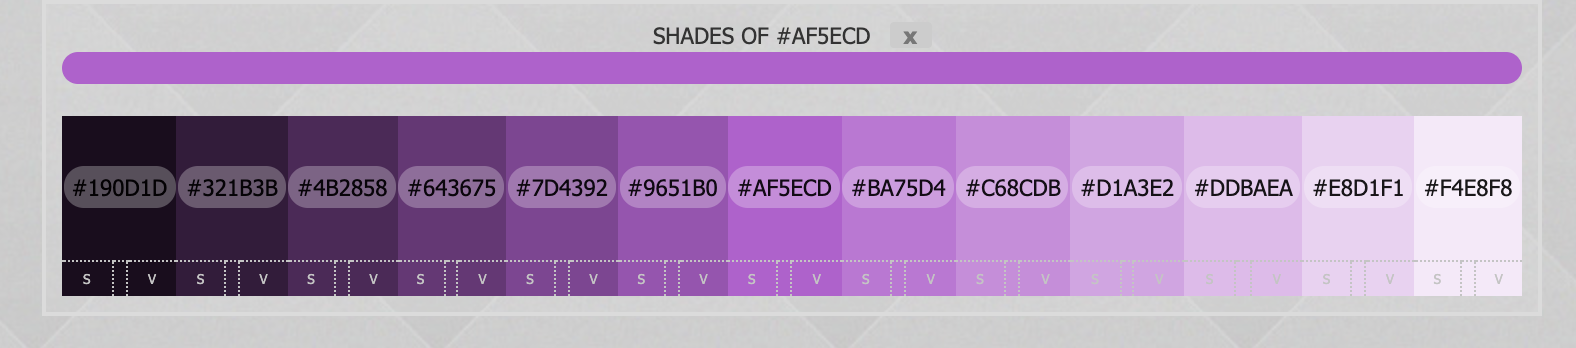 SHADES OF #AF5ECD x
#190D1D #321B3B #4B2858 #643675 #7D4392 #9651B0 #AF5ECD #BA75D4 #C68CDB #D1A3E2 #DDBAEA #E8D1F1 #F4E8F8
S V S V S V S V S V S V S V S V S V S V S V S V S V